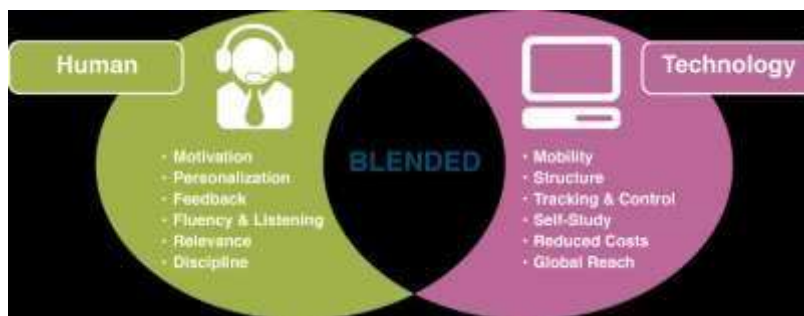 Human
· Motivation
· Personalization
· Feedback
· Fluency & Listening
· Relevance
· Discipline
BLENDED
Technology
· Mobility
· Structure
· Tracking & Control
· Self-Study
· Reduced Costs
· Global Reach